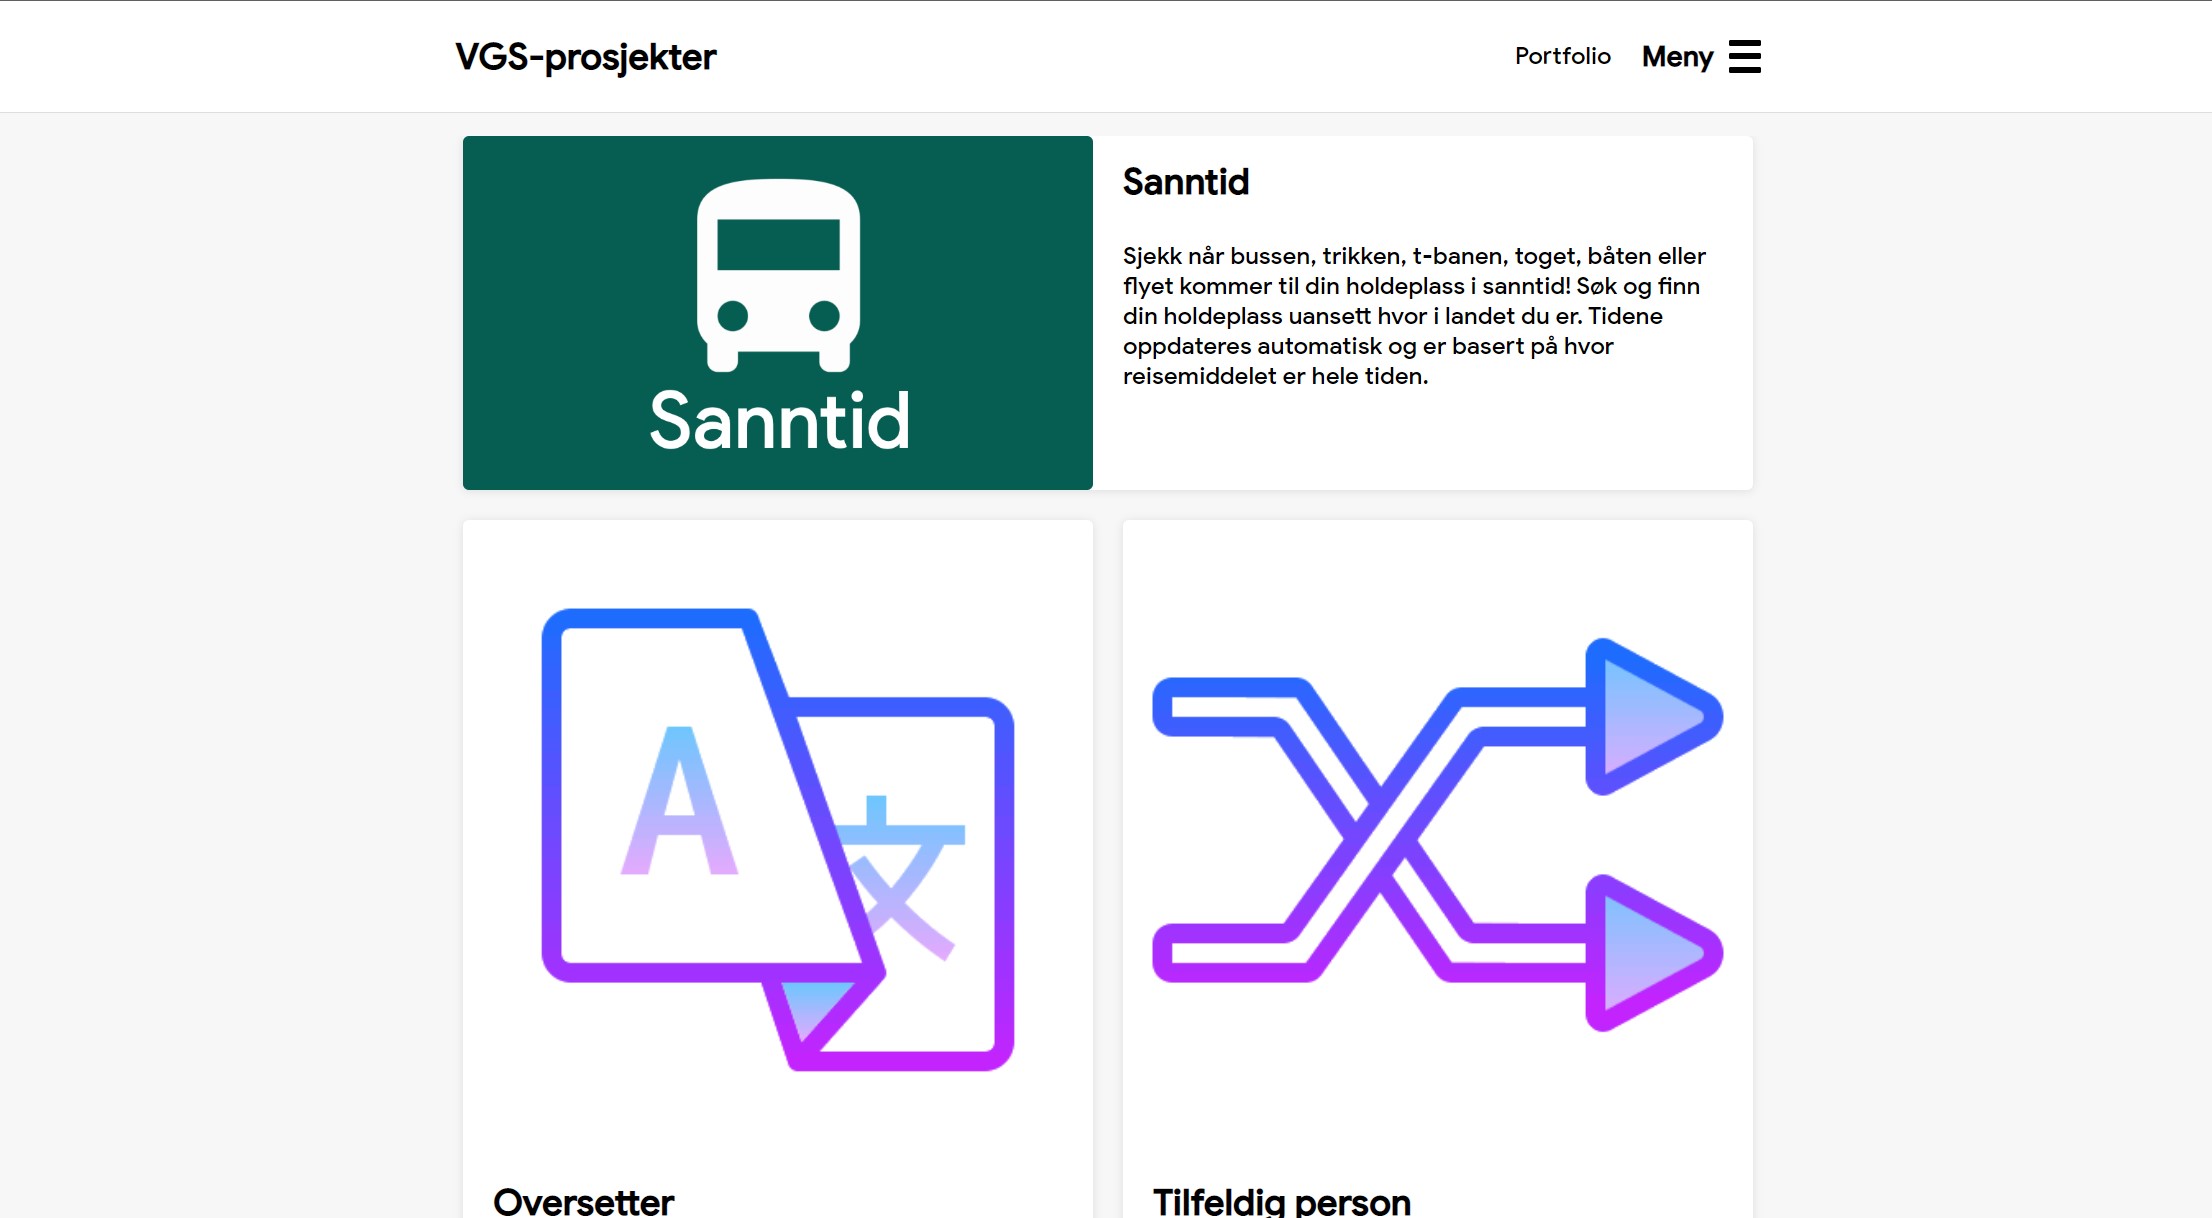 VGS-prosjekter
Portfolio
Meny
Sanntid
Sanntid
Sjekk når bussen, trikken, t-banen, toget, båten eller
flyet kommer til din holdeplass i sanntid! Søk og finn
din holdeplass uansett hvor i landet du er. Tidene
oppdateres automatisk og er basert på hvor
reisemiddelet er hele tiden.
A
文
Oversetter
Tilfeldig person